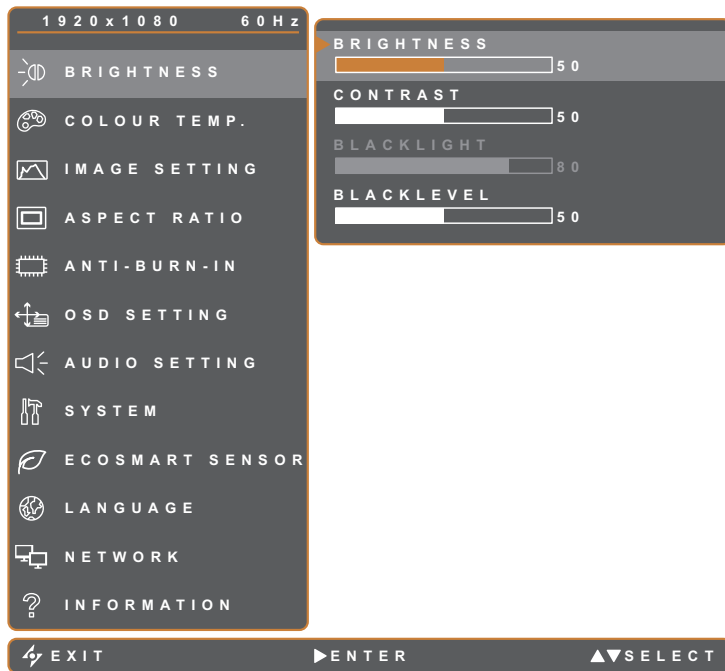 1920x1080 60Hz
BRIGHTNESS
COLOUR TEMP.
IMAGE SETTING
ASPECT RATIO
ANTI-BURN-IN
OSD SETTING
AUDIO SETTING
SYSTEM
ECOSMART SENSOR
LANGUAGE
NETWORK
INFORMATION
BRIGHTNESS
50
CONTRAST
50
BLACKLIGHT
80
BLACKLEVEL
50
EXIT ▶ENTER ▲▼SELECT